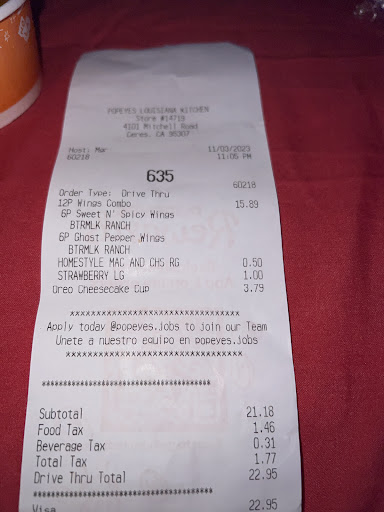 POPEYES LOUISIANA KITCHEN
Store #14719
4101 Mitchell Road
Ceres, CA 95307
Host: Mar 11/03/2023
60218 11:05 PM
635
60218
Order Type: Drive Thru
12P Wings Combo 15.89
6P Sweet N' Spicy Wings
BTRMLK RANCH
6P Ghost Pepper Wings
BTRMLK RANCH
HOMESTYLE MAC AND CHS RG 0.50
STRAWBERRY LG 1.00
Oreo Cheesecake Cup 3.79
xxxxxxxxxxxxxxxxxxxxxxxxxxxxxxxx
Apply today @popeyes.jobs to join our Team
Unete a nuestro equipo en popeyes.jobs
xxxxxxxxxxxxxxxxxxxxxxxxxxxxxxxx
****************************************
Subtotal 21.18
Food Tax 1.46
Beverage Tax 0.31
Total Tax 1.77
Drive Thru Total 22.95
****************************************
Visa 22.95